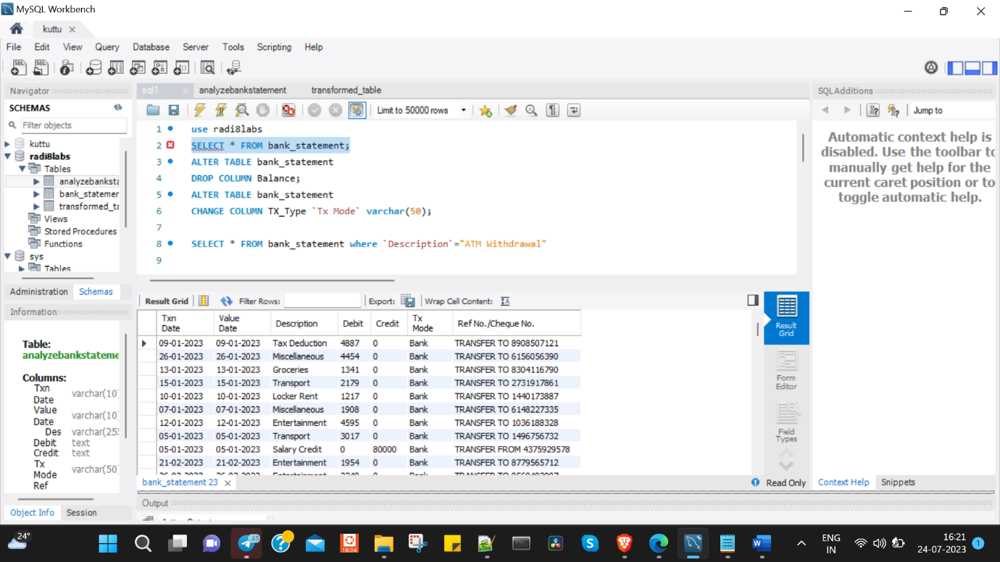 MySQL Workbench
kuttu
File Edit View Query Database Server Tools Scripting Help
Navigator
SCHEMAS
Filter objects
kuttu
radi8labs
Tables
analyzebanksta
bank_statemer
transformed_ta
Views
Stored Procedures
Functions
sys
Tables
Administration Schemas
Information
Table:
analyzebankstateme
Columns:
Txn
Date varchar(10)
Value
Date varchar(10)
Des varchar(255
Debit text
Credit text
Tx
Mode varchar(50)
Ref
Object Info Session
sql1 analyzebankstatement transformed_table
Limit to 50000 rows
1 use radi8labs
2 SELECT * FROM bank_statement;
3 ALTER TABLE bank_statement
4 DROP COLUMN Balance;
5 ALTER TABLE bank_statement
6 CHANGE COLUMN TX_Type `Tx Mode` varchar(50);
7
8 SELECT * FROM bank_statement where `Description`="ATM Withdrawal"
9
Result Grid Filter Rows: Export: Wrap Cell Content:
Txn Date Value Date Description Debit Credit Tx Mode Ref No./Cheque No.
09-01-2023 09-01-2023 Tax Deduction 4887 0 Bank TRANSFER TO 8908507121
26-01-2023 26-01-2023 Miscellaneous 4454 0 Bank TRANSFER TO 6156056390
13-01-2023 13-01-2023 Groceries 1341 0 Bank TRANSFER TO 8304116790
15-01-2023 15-01-2023 Transport 2179 0 Bank TRANSFER TO 2731917861
10-01-2023 10-01-2023 Locker Rent 1217 0 Bank TRANSFER TO 1440173887
07-01-2023 07-01-2023 Miscellaneous 1908 0 Bank TRANSFER TO 6148227335
12-01-2023 12-01-2023 Entertainment 4595 0 Bank TRANSFER TO 1036188328
05-01-2023 05-01-2023 Transport 3017 0 Bank TRANSFER TO 1496756732
05-01-2023 05-01-2023 Salary Credit 0 80000 Bank TRANSFER FROM 4375929578
21-02-2023 21-02-2023 Entertainment 1954 0 Bank TRANSFER TO 8779565712
bank_statement 23
Read Only
Result
Grid
Form
Editor
Field
Types
Output
SQLAdditions
Jump to
Automatic context help is
disabled. Use the toolbar to
manually get help for the
current caret position or to
toggle automatic help.
Context Help Snippets
24°
18.04
ENG
IN
16:21
24-07-2023
1